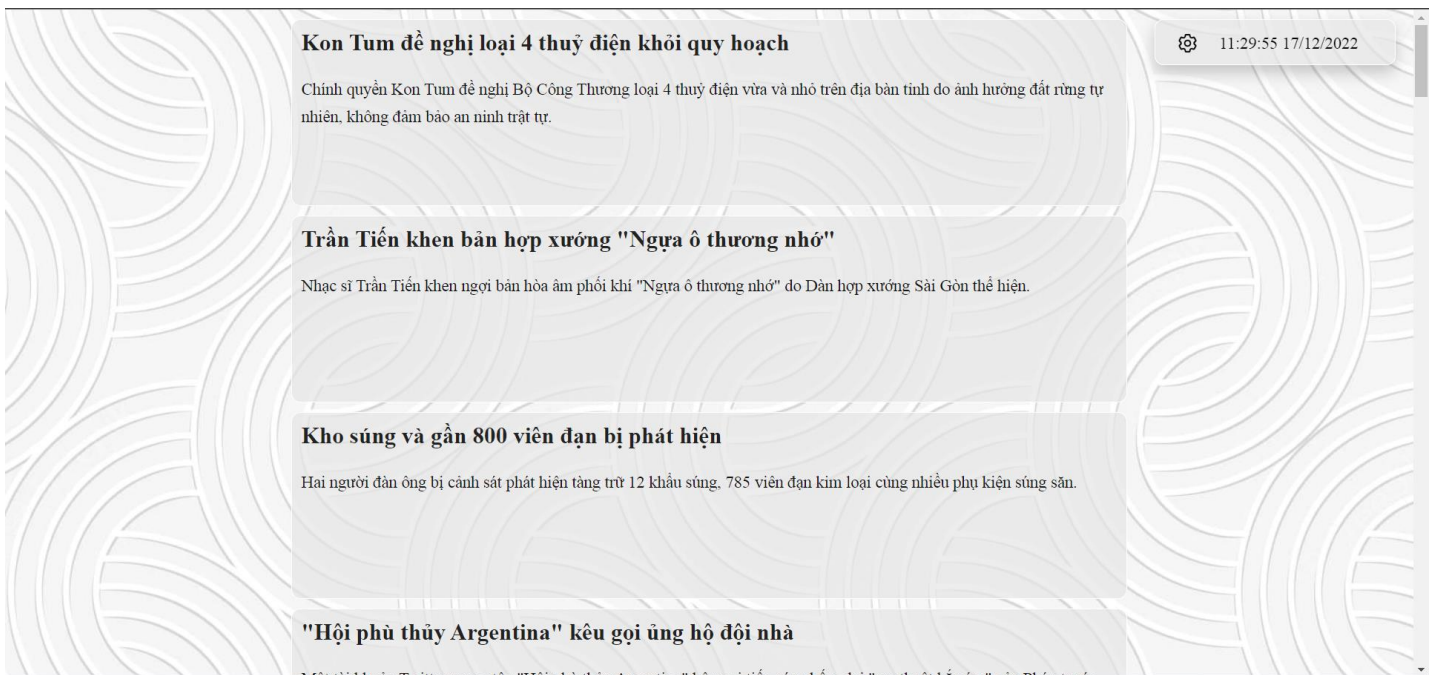 Kon Tum đề nghị loại 4 thuỷ điện khỏi quy hoạch
11:29:55 17/12/2022
Chính quyền Kon Tum đề nghị Bộ Công Thương loại 4 thuỷ điện vừa và nhỏ trên địa bàn tỉnh do ảnh hưởng đất rừng tự
nhiên, không đảm bảo an ninh trật tự.
Trần Tiến khen bản hợp xướng "Ngựa ô thương nhớ"
Nhạc sĩ Trần Tiến khen ngợi bản hòa âm phối khí "Ngựa ô thương nhớ" do Dàn hợp xướng Sài Gòn thể hiện.
Kho súng và gần 800 viên đạn bị phát hiện
Hai người đàn ông bị cảnh sát phát hiện tàng trữ 12 khẩu súng, 785 viên đạn kim loại cùng nhiều phụ kiện súng săn.
"Hội phù thủy Argentina" kêu gọi ủng hộ đội nhà